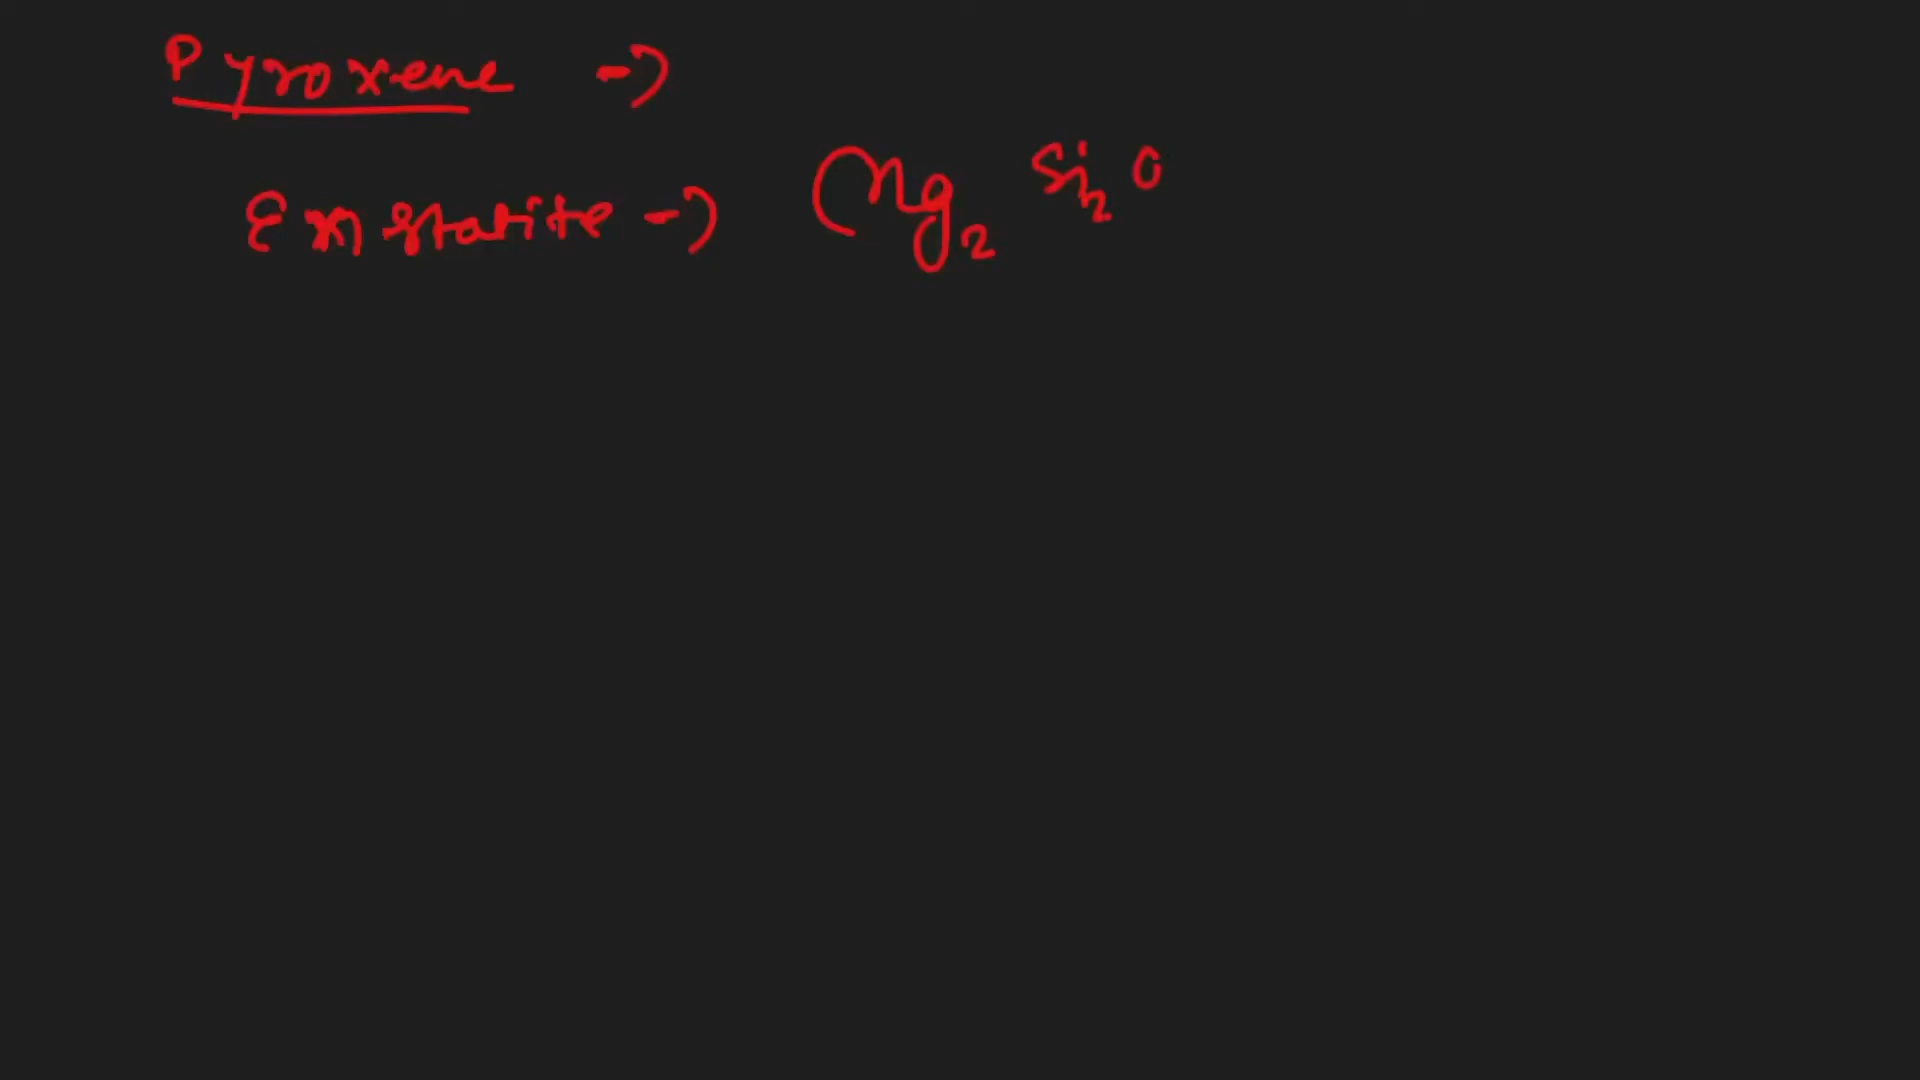 Pyroxene →
Enstatite → Mg₂ Si₂ O